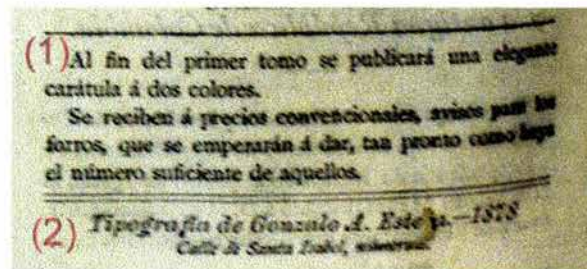 (1) Al fin del primer tomo se publicará una elegante
carátula á dos colores.
Se reciben á precios convencionales, avisos para los
forros, que se empezarán á dar, tan pronto como haya
el número suficiente de aquellos.
(2) Tipografía de Gonzalo A. Esteva.—1878
Calle de Santa Isabel,